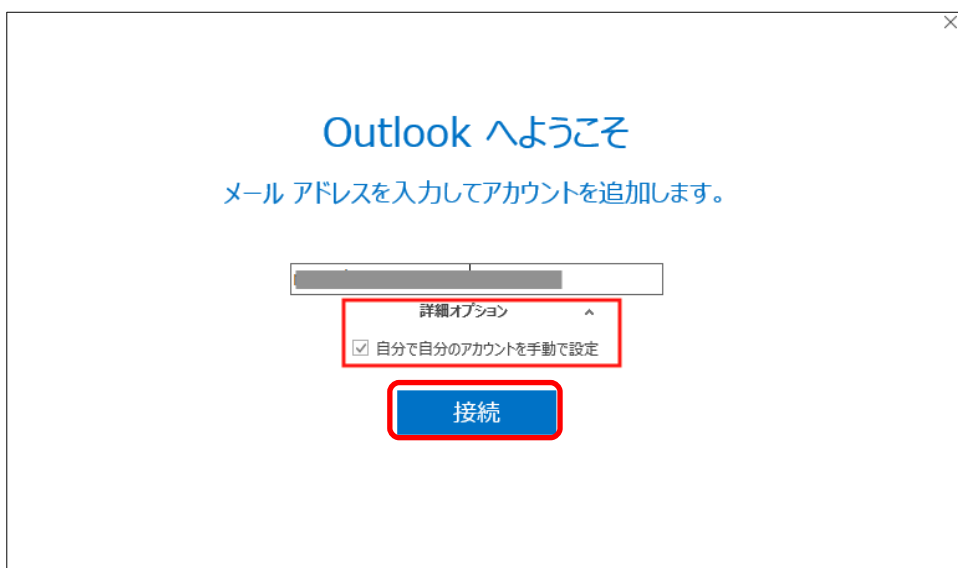 Outlook へようこそ
メール アドレスを入力してアカウントを追加します。
詳細オプション
自分で自分のアカウントを手動で設定
接続